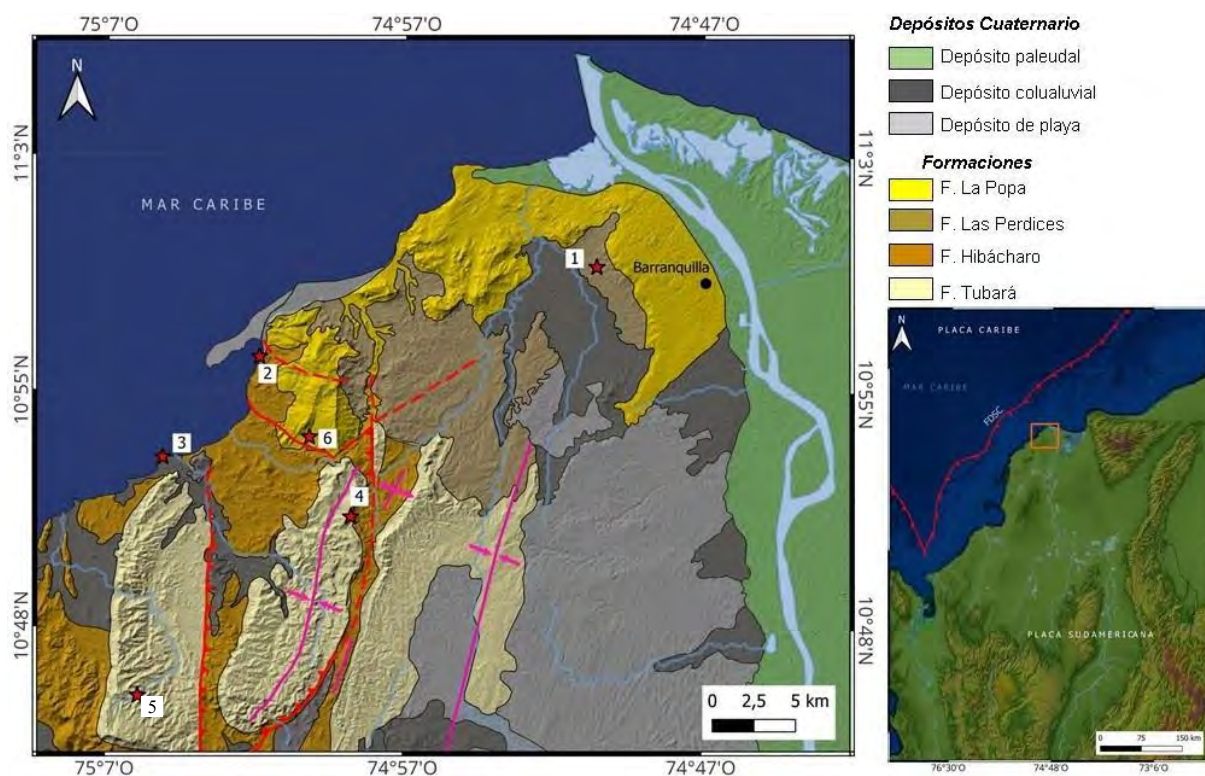 75°7'O
74°57'O
74°47'O
N
11°3'N
11°3'N
MAR CARIBE
1
Barranquilla
2
10°55'N
10°55'N
3
6
4
10°48'N
10°48'N
5
0 2,5 5 km
75°7'O
74°57'O
74°47'O
Depósitos Cuaternario
Depósito paleudal
Depósito colualuvial
Depósito de playa
Formaciones
F. La Popa
F. Las Perdices
F. Hibácharo
F. Tubará
N
PLACA CARIBE
MAR CARIBE
FDSC
PLACA SUDAMERICANA
0 75 150 km
76°30'O
74°48'O
73°6'O